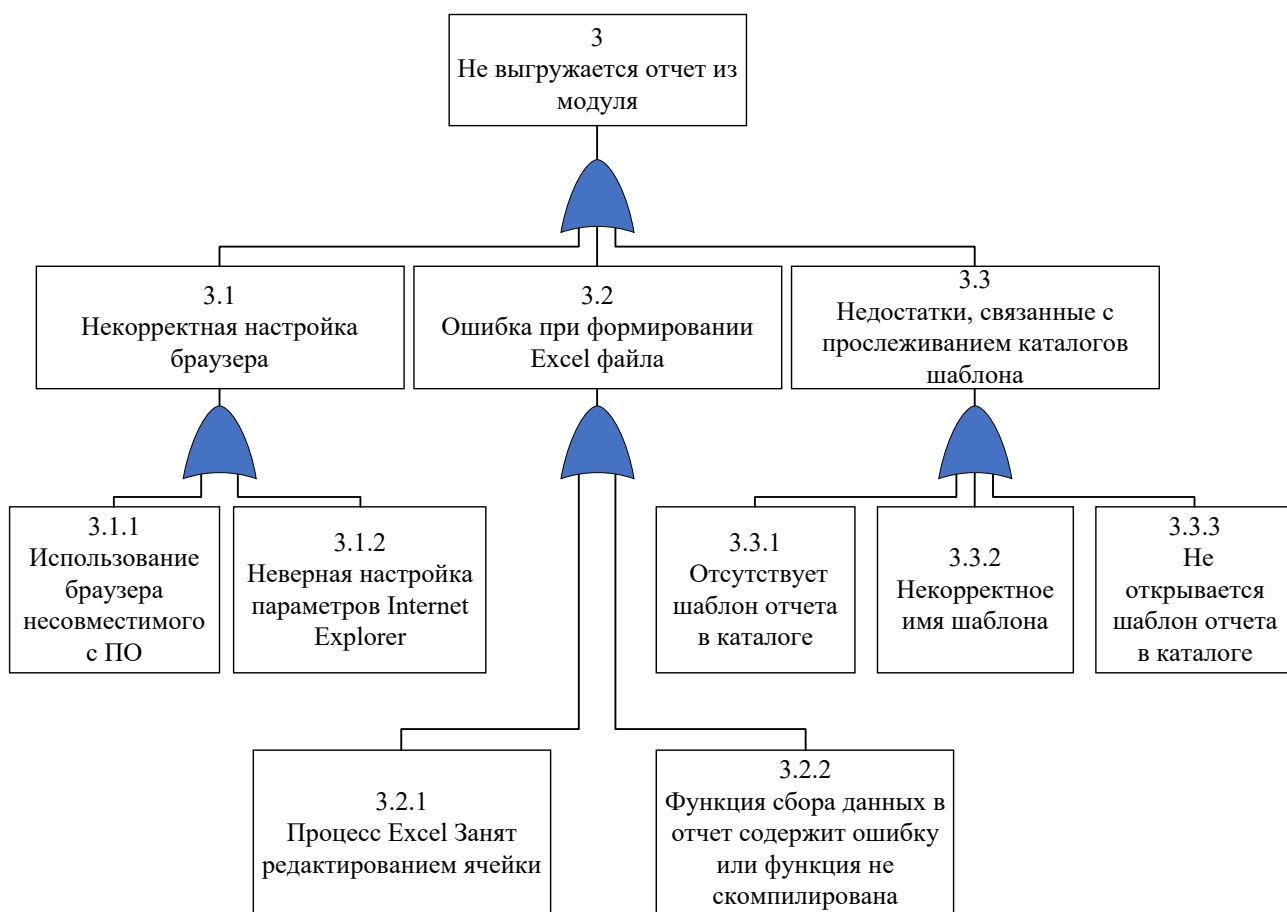 3
Не выгружается отчет из
модуля
3.1
Некорректная настройка
браузера
3.2
Ошибка при формировании
Excel файла
3.3
Недостатки, связанные с
прослеживанием каталогов
шаблона
3.1.1
Использование
браузера
несовместимого
с ПО
3.1.2
Неверная настройка
параметров Internet
Explorer
3.3.1
Отсутствует
шаблон отчета
в каталоге
3.3.2
Некорректное
имя шаблона
3.3.3
Не
открывается
шаблон отчета
в каталоге
3.2.1
Процесс Excel Занят
редактированием ячейки
3.2.2
Функция сбора данных в
отчет содержит ошибку
или функция не
скомпилирована